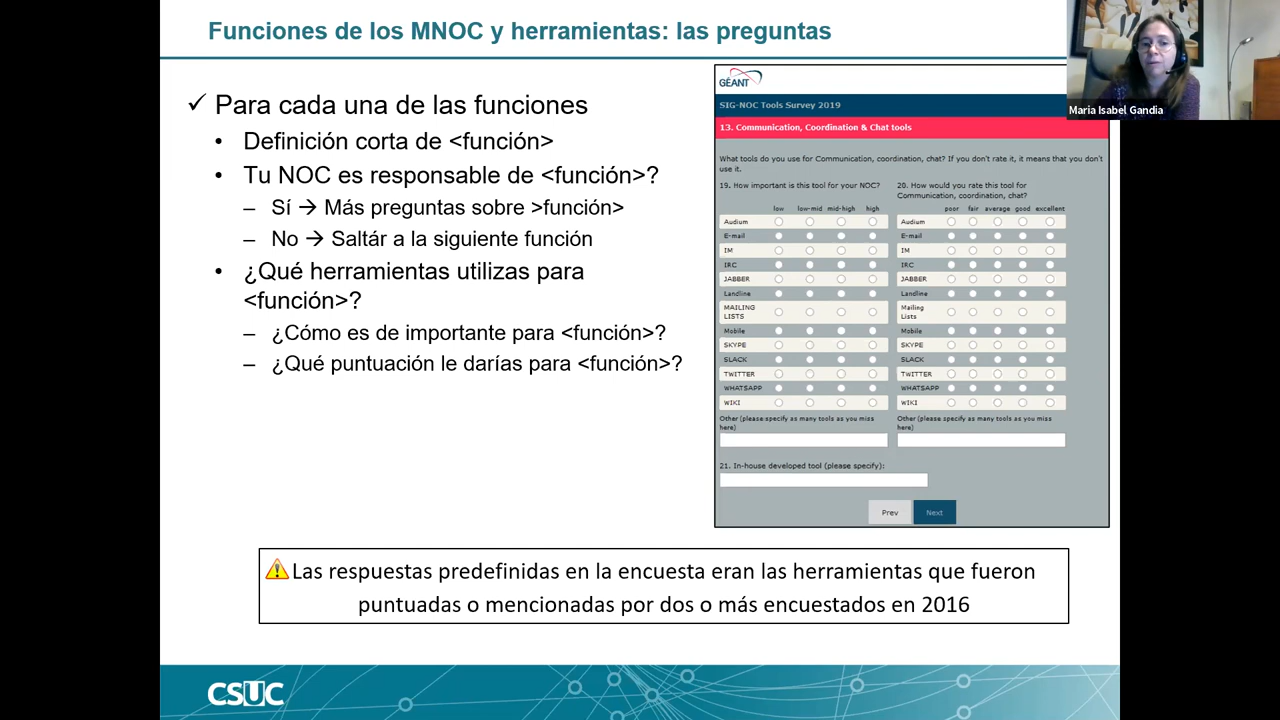 Funciones de los MNOC y herramientas: las preguntas
Maria Isabel Gandia
✓ Para cada una de las funciones
• Definición corta de <función>
• Tu NOC es responsable de <función>?
– Sí → Más preguntas sobre >función>
– No → Saltár a la siguiente función
• ¿Qué herramientas utilizas para
<función>?
– ¿Cómo es de importante para <función>?
– ¿Qué puntuación le darías para <función>?
GÉANT
SIG-NOC Tools Survey 2019
13. Communication, Coordination & Chat tools
What tools do you use for Communication, coordination, chat? If you don't rate it, it means that you don't
use it.
19. How important is this tool for your NOC?
low low-mid mid-high high
Audium
E-mail
IM
IRC
JABBER
Landline
MAILING
LISTS
Mobile
SKYPE
SLACK
TWITTER
WHATSAPP
WIKI
Other (please specify as many tools as you miss
here)
20. How would you rate this tool for
Communication, coordination, chat?
poor fair average good excellent
Audium
E-mail
IM
IRC
JABBER
Landline
Mailing
Lists
Mobile
SKYPE
SLACK
TWITTER
WHATSAPP
WIKI
Other (please specify as many tools as you miss
here)
21. In-house developed tool (please specify):
Prev Next
Las respuestas predefinidas en la encuesta eran las herramientas que fueron
puntuadas o mencionadas por dos o más encuestados en 2016
CSUC